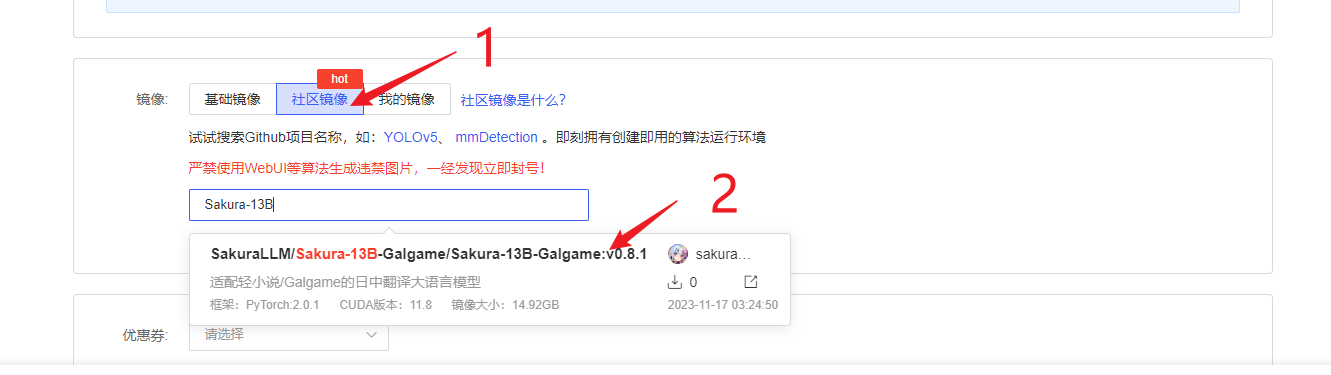 1
hot
镜像: 基础镜像 社区镜像 我的镜像 社区镜像是什么?
试试搜索Github项目名称，如：YOLOv5、 mmDetection 。即刻拥有创建即用的算法运行环境
严禁使用WebUI等算法生成违禁图片，一经发现立即封号!
Sakura-13B
2
SakuraLLM/Sakura-13B-Galgame/Sakura-13B-Galgame:v0.8.1 sakura...
适配轻小说/Galgame的日中翻译大语言模型 0
框架：PyTorch:2.0.1 CUDA版本：11.8 镜像大小：14.92GB 2023-11-17 03:24:50
优惠券: 请选择